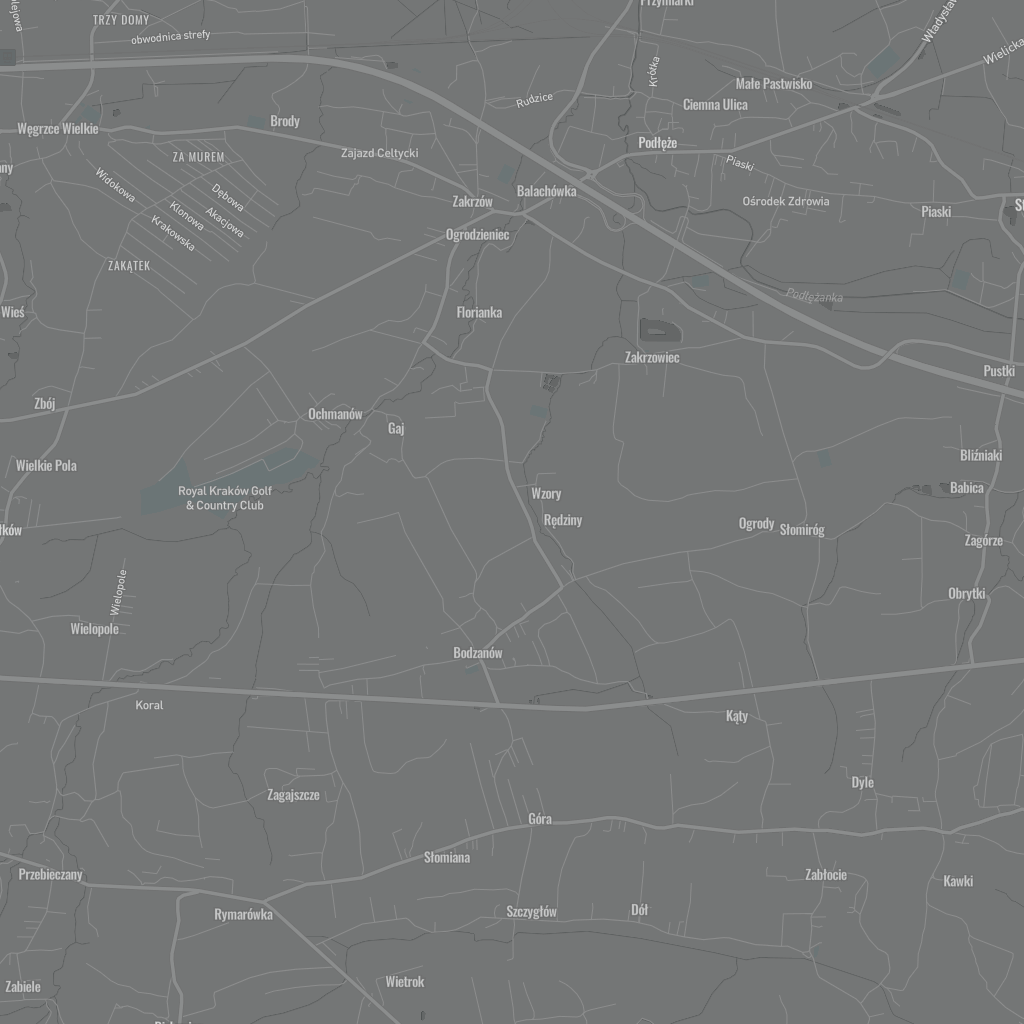 Przymiarki
TRZY DOMY
obwodnica strefy
Wielicka
Krótka
Małe Pastwisko
Rudzice
Ciemna Ulica
Brody
Węgrzce Wielkie
Podłęże
Zajazd Celtycki
ZA MUREM
Piaski
Widokowa
Dębowa
Balachówka
Zakrzów
Ośrodek Zdrowia
Piaski
Klonowa
Akacjowa
Krakowska
Ogrodzieniec
ZAKĄTEK
Podłężanka
Wieś
Florianka
Zakrzowiec
Pustki
Zbój
Ochmanów
Gaj
Bliźniaki
Wielkie Pola
Babica
Royal Kraków Golf
& Country Club
Wzory
Rędziny
Ogrody
Słomiróg
Zagórze
Wielopole
Obrytki
Wielopole
Bodzanów
Koral
Kąty
Dyle
Zagajszcze
Góra
Słomiana
Przebieczany
Zabłocie
Kawki
Rymarówka
Szczygłów
Dół
Wietrok
Zabiele